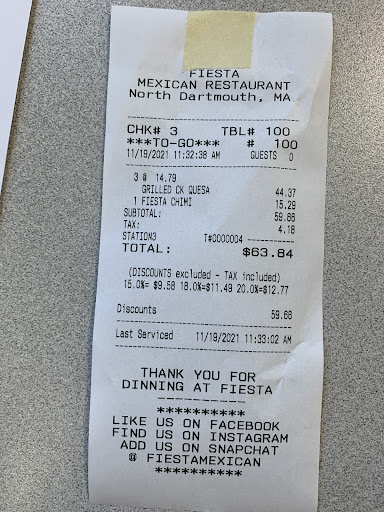 FIESTA
MEXICAN RESTAURANT
North Dartmouth, MA
CHK# 3 TBL# 100
***TO-GO*** # 100
11/19/2021 11:32:38 AM GUESTS 0
3 @ 14.79
GRILLED CK QUESA 44.37
1 FIESTA CHIMI 15.29
SUBTOTAL: 59.66
TAX: 4.18
STATION3 T#0000004
TOTAL: $63.84
(DISCOUNTS excluded - TAX included)
15.0%= $9.58 18.0%=$11.49 20.0%=$12.77
Discounts 59.66
Last Serviced 11/19/2021 11:33:02 AM
THANK YOU FOR
DINNING AT FIESTA
**********
LIKE US ON FACEBOOK
FIND US ON INSTAGRAM
ADD US ON SNAPCHAT
@ FIESTAMEXICAN
**********